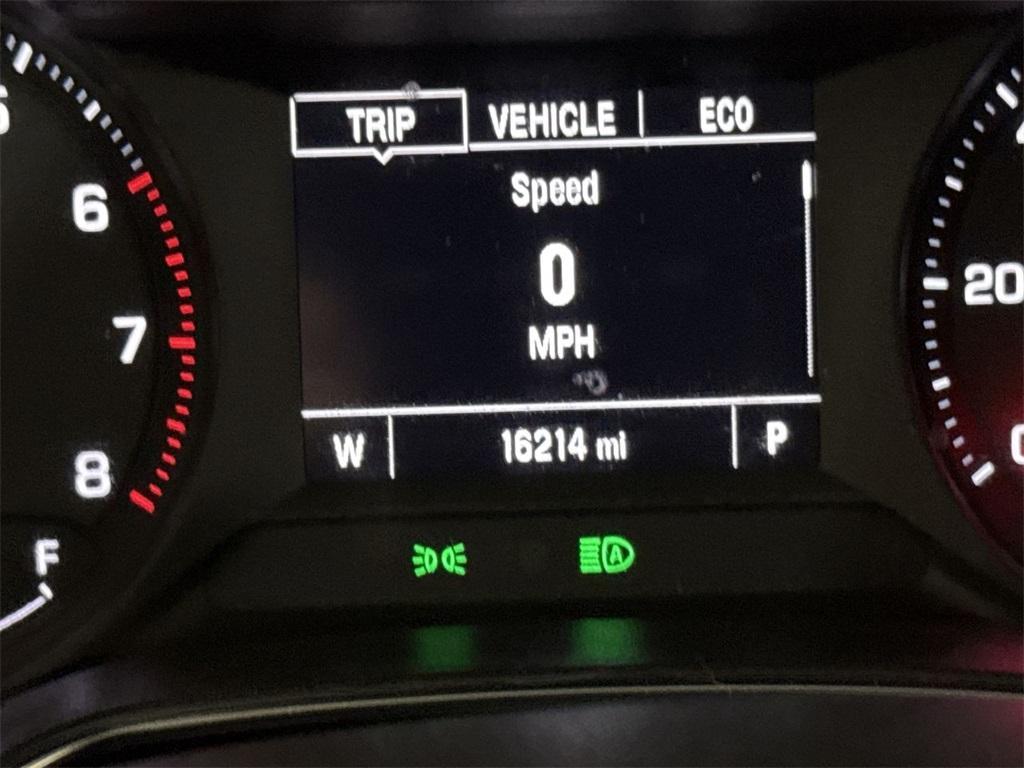 TRIP VEHICLE ECO
Speed
6
0
20
7
MPH
W 16214 mi P
8
F
A